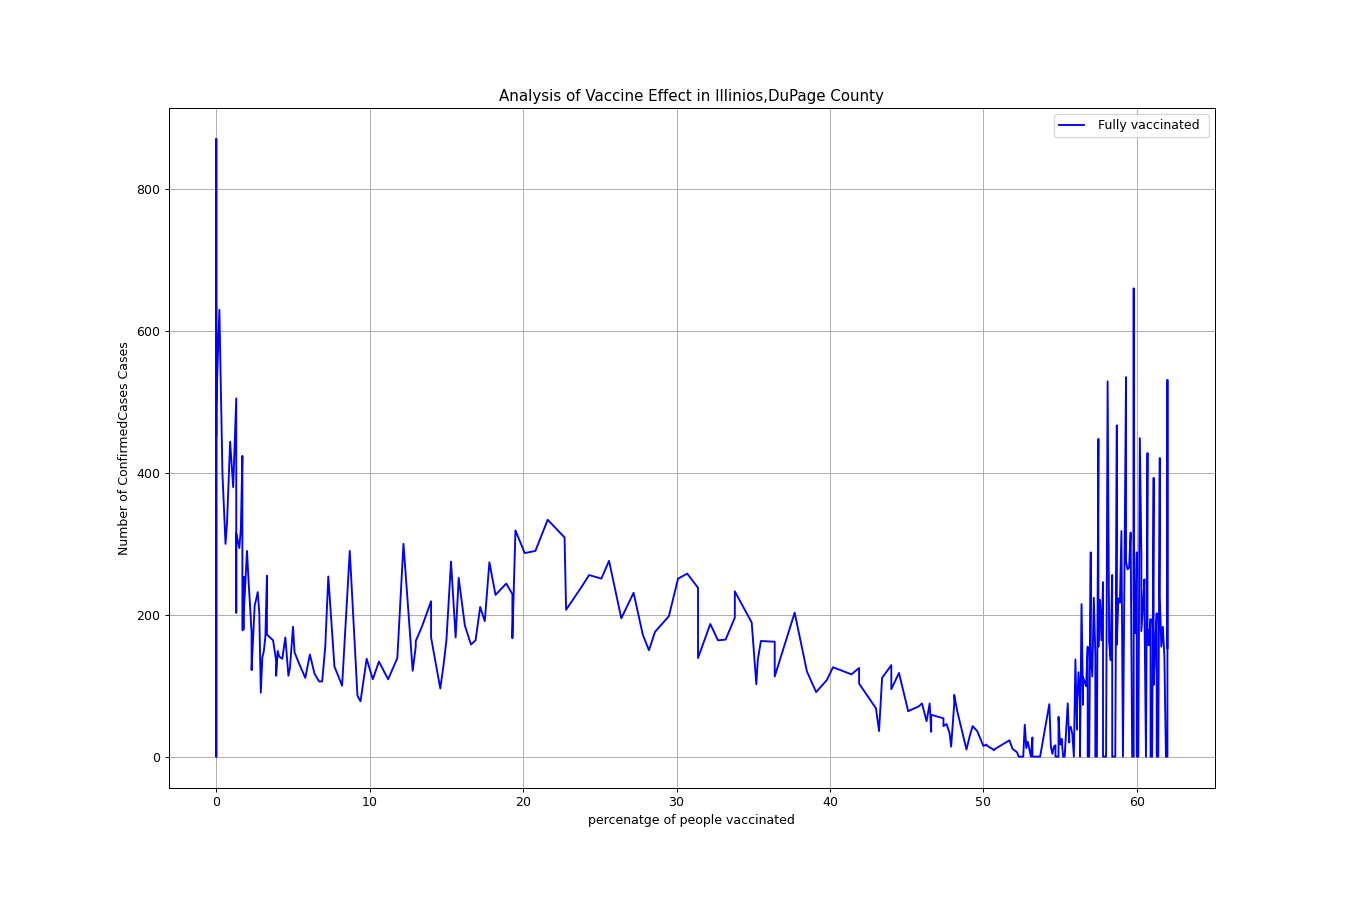 Analysis of Vaccine Effect in Illinios,DuPage County
Fully vaccinated
Number of ConfirmedCases Cases
800
600
400
200
0
0 10 20 30 40 50 60
percenatge of people vaccinated